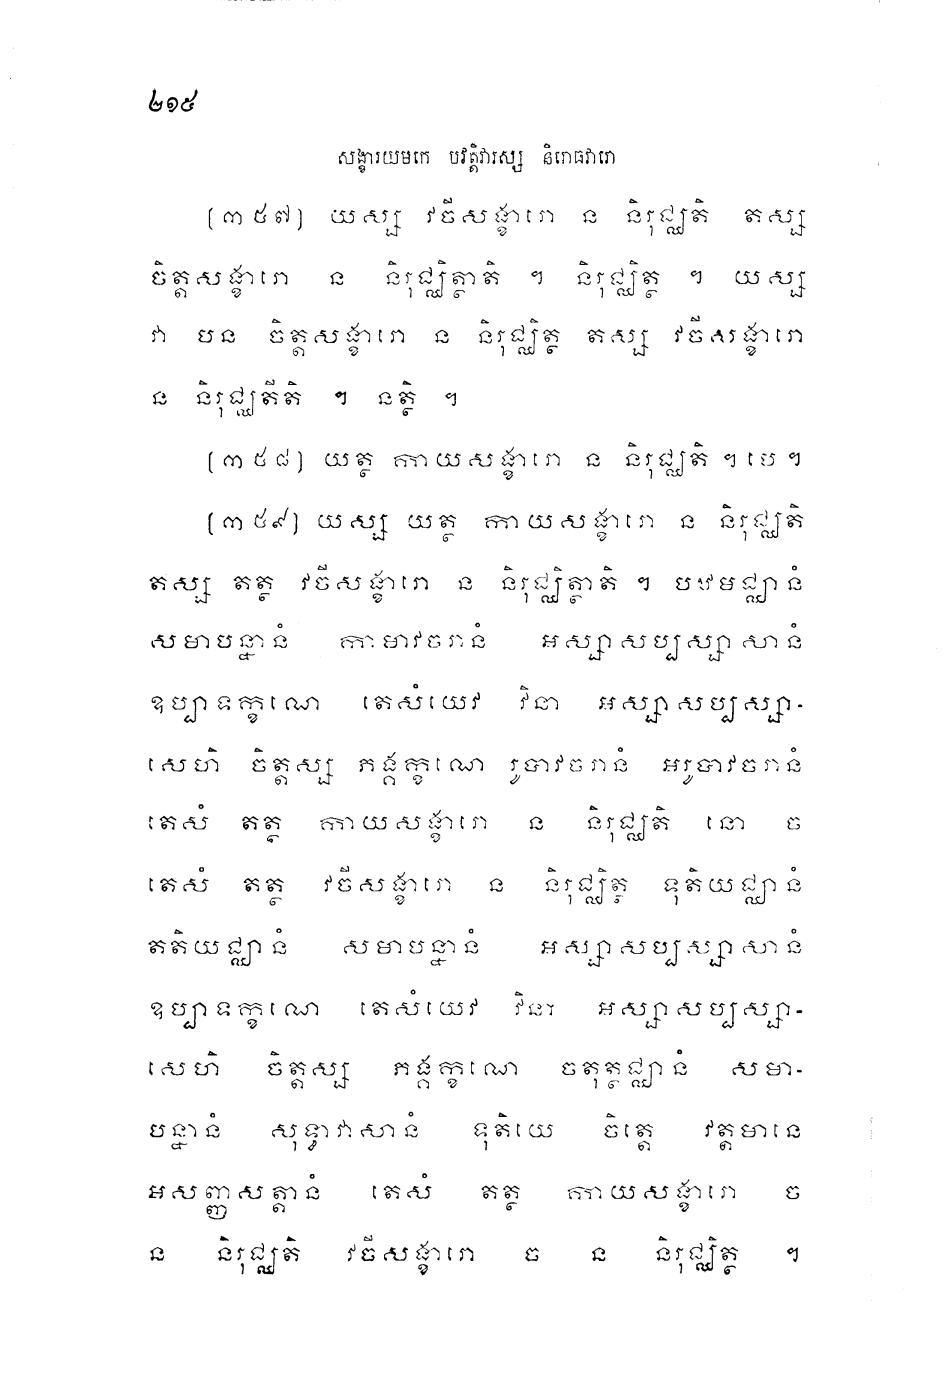 ២១៥
សង្ខារយមកេ បវត្តិវារស្ស និរោធវារោ
(៣៥៧) យស្ស វចីសង្ខារោ ន និរុជ្ឈតិ តស្ស
ចិត្តសង្ខារោ ន និរុជ្ឈិត្ថាតិ ។ និរុជ្ឈិត្ថ ។ យស្ស
វា បន ចិត្តសង្ខារោ ន និរុជ្ឈិត្ថ តស្ស វចីសង្ខារោ
ន និរុជ្ឈតីតិ ។ នត្ថិ ។
(៣៥៨) យត្ថ កាយសង្ខារោ ន និរុជ្ឈតិ ។បេ។
(៣៥៩) យស្ស យត្ថ កាយសង្ខារោ ន និរុជ្ឈតិ
តស្ស តត្ថ វចីសង្ខារោ ន និរុជ្ឈិត្ថាតិ ។ បឋមជ្ឈានំ
សមាបន្នានំ កាមាវចរានំ អស្សាសប្បស្សាសានំ
ឧប្បាទក្ខណេ តេសំយេវ វិនា អស្សាសប្បស្សា-
សេហិ ចិត្តស្ស ភង្គក្ខណេ រូបាវចរានំ អរូបាវចរានំ
តេសំ តត្ថ កាយសង្ខារោ ន និរុជ្ឈតិ នោ ច
តេសំ តត្ថ វចីសង្ខារោ ន និរុជ្ឈិត្ថ ទុតិយជ្ឈានំ
តតិយជ្ឈានំ សមាបន្នានំ អស្សាសប្បស្សាសានំ
ឧប្បាទក្ខណេ តេសំយេវ វិនា អស្សាសប្បស្សា-
សេហិ ចិត្តស្ស ភង្គក្ខណេ ចតុត្ថជ្ឈានំ សមា-
បន្នានំ សុទ្ធាវាសានំ ទុតិយេ ចិត្តេ វត្តមានេ
អសញ្ញសត្តានំ តេសំ តត្ថ កាយសង្ខារោ ច
ន និរុជ្ឈតិ វចីសង្ខារោ ច ន និរុជ្ឈិត្ថ ។